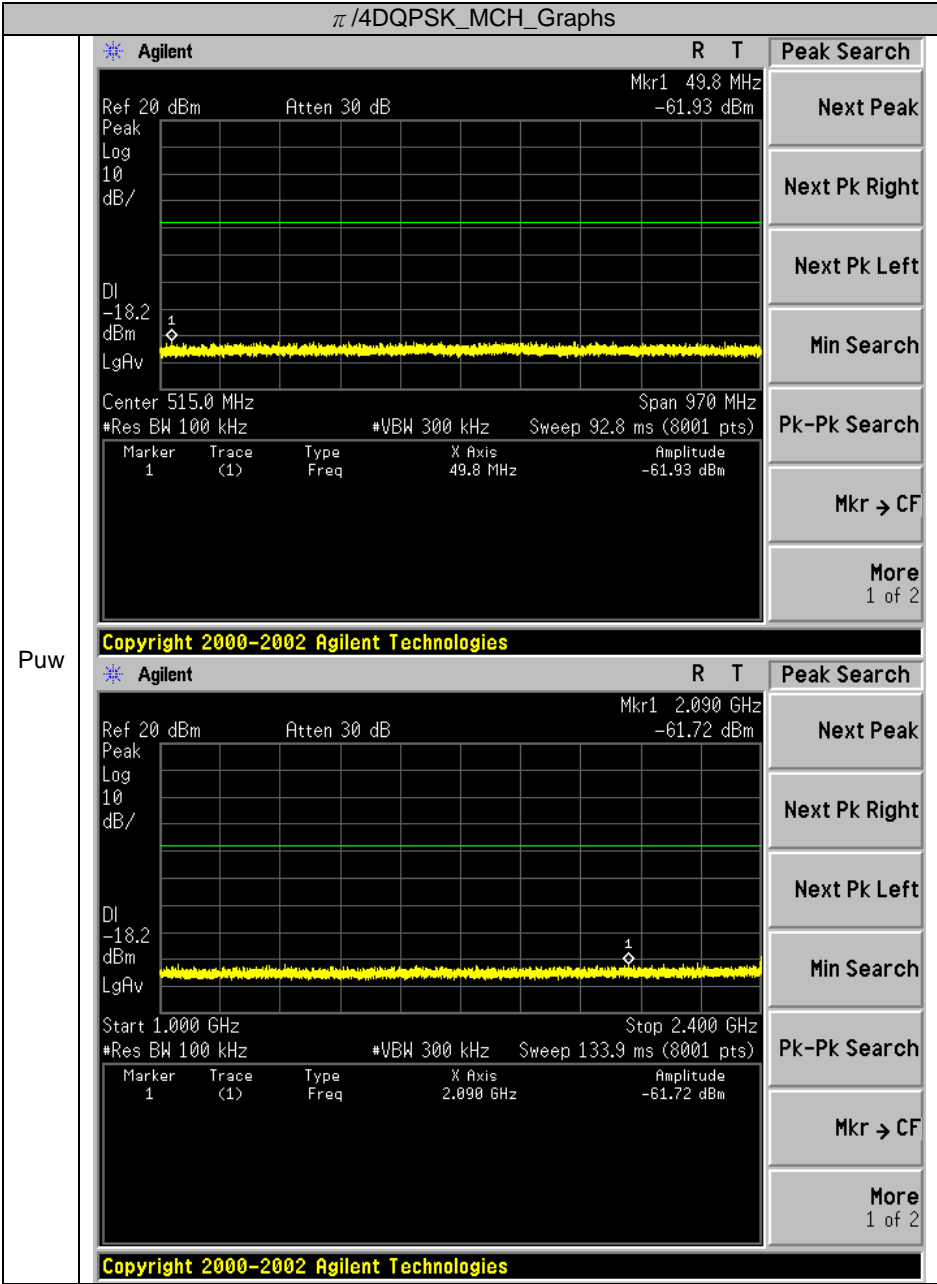 π/4DQPSK_MCH_Graphs
Puw
Agilent R T Peak Search
Mkr1 49.8 MHz
Ref 20 dBm Atten 30 dB -61.93 dBm
Peak
Log
10
dB/
DI
-18.2
dBm
LgAv
1
Center 515.0 MHz Span 970 MHz
#Res BW 100 kHz #VBW 300 kHz Sweep 92.8 ms (8001 pts)
Marker Trace Type X Axis Amplitude
1 (1) Freq 49.8 MHz -61.93 dBm
Next Peak
Next Pk Right
Next Pk Left
Min Search
Pk-Pk Search
Mkr → CF
More
1 of 2
Copyright 2000-2002 Agilent Technologies
Agilent R T Peak Search
Mkr1 2.090 GHz
Ref 20 dBm Atten 30 dB -61.72 dBm
Peak
Log
10
dB/
DI
-18.2
dBm
LgAv
1
Start 1.000 GHz Stop 2.400 GHz
#Res BW 100 kHz #VBW 300 kHz Sweep 133.9 ms (8001 pts)
Marker Trace Type X Axis Amplitude
1 (1) Freq 2.090 GHz -61.72 dBm
Next Peak
Next Pk Right
Next Pk Left
Min Search
Pk-Pk Search
Mkr → CF
More
1 of 2
Copyright 2000-2002 Agilent Technologies